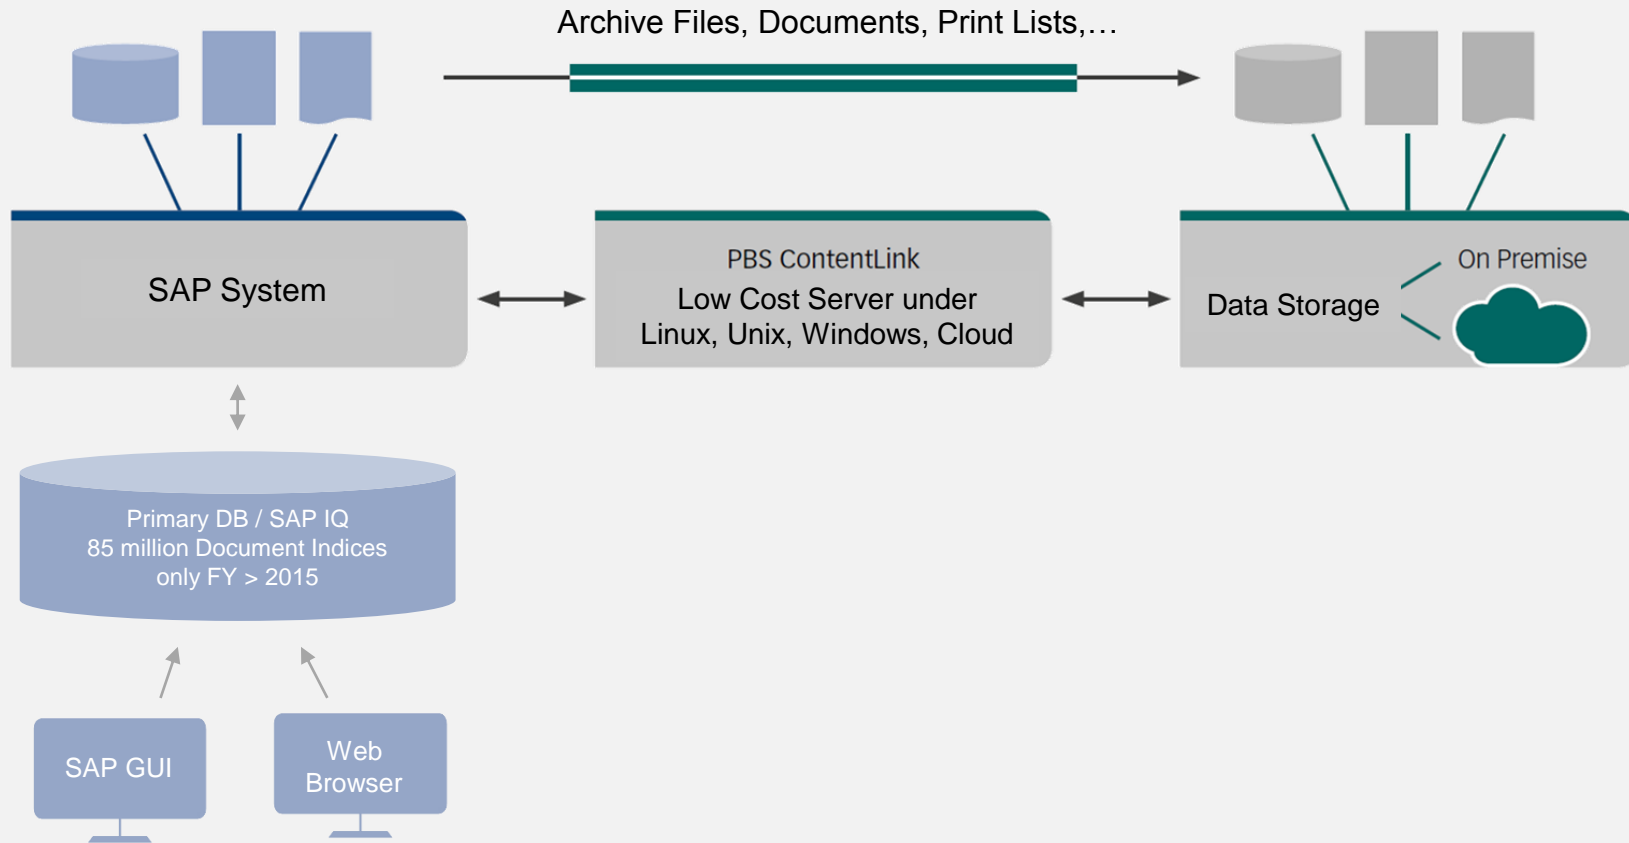 Archive Files, Documents, Print Lists,…
SAP System
PBS ContentLink
Low Cost Server under
Linux, Unix, Windows, Cloud
Data Storage
On Premise
Primary DB / SAP IQ
85 million Document Indices
only FY > 2015
SAP GUI
Web
Browser